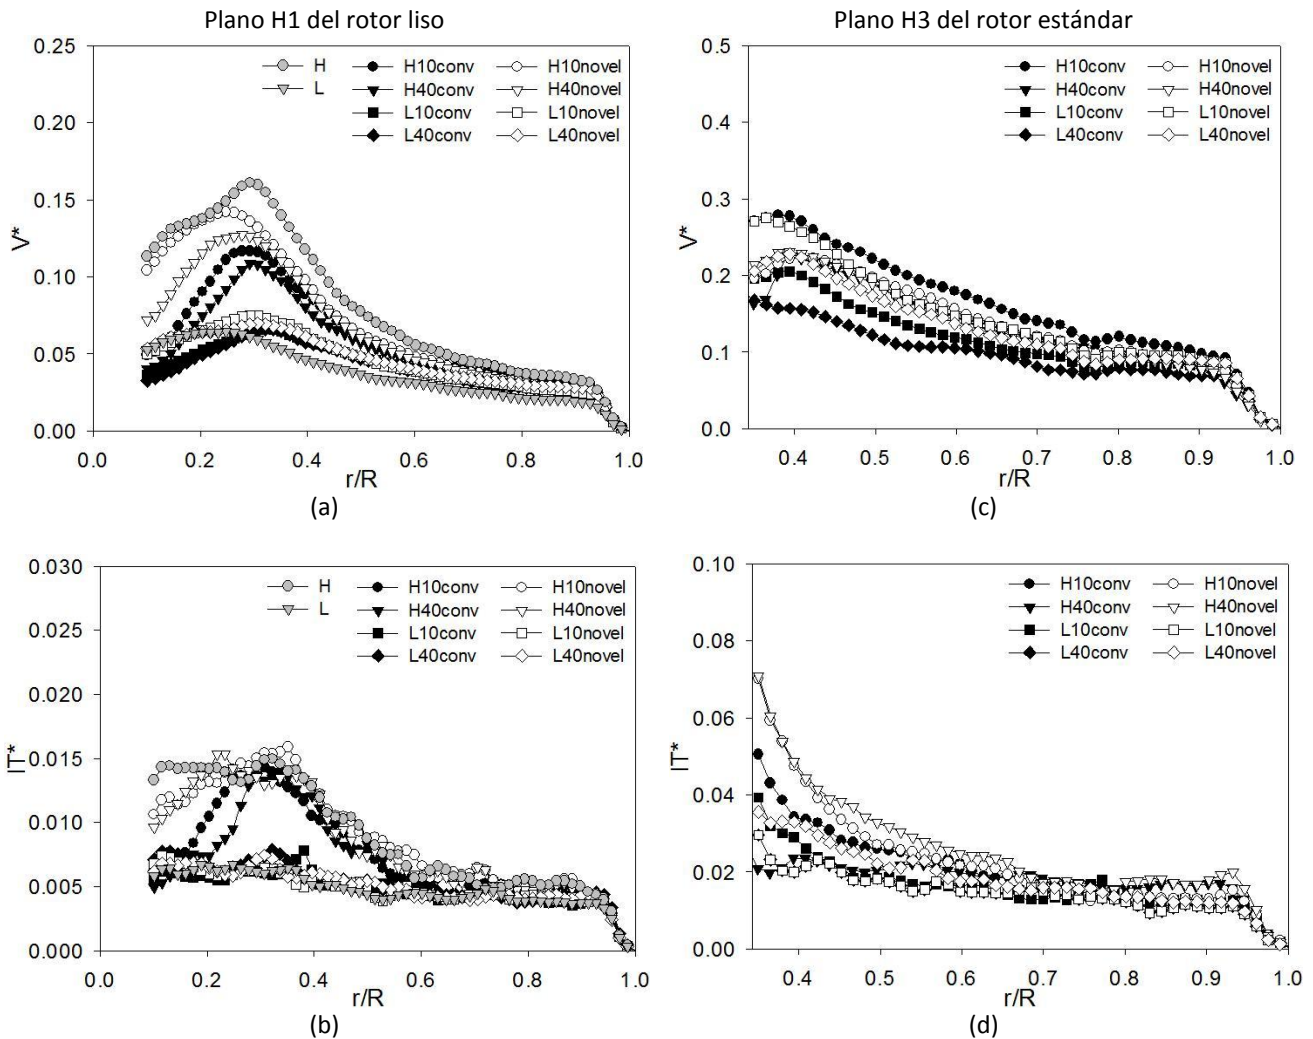 Plano H1 del rotor liso
Plano H3 del rotor estándar
0.25
0.20
0.15
0.10
0.05
0.00
V*
H
L
H10conv
H40conv
L10conv
L40conv
H10novel
H40novel
L10novel
L40novel
0.0 0.2 0.4 0.6 0.8 1.0
r/R
(a)
0.5
0.4
0.3
0.2
0.1
0.0
V*
H10conv
H40conv
L10conv
L40conv
H10novel
H40novel
L10novel
L40novel
0.4 0.5 0.6 0.7 0.8 0.9 1.0
r/R
(c)
0.030
0.025
0.020
0.015
0.010
0.005
0.000
IT*
H
L
H10conv
H40conv
L10conv
L40conv
H10novel
H40novel
L10novel
L40novel
0.0 0.2 0.4 0.6 0.8 1.0
r/R
(b)
0.10
0.08
0.06
0.04
0.02
0.00
IT*
H10conv
H40conv
L10conv
L40conv
H10novel
H40novel
L10novel
L40novel
0.4 0.5 0.6 0.7 0.8 0.9 1.0
r/R
(d)